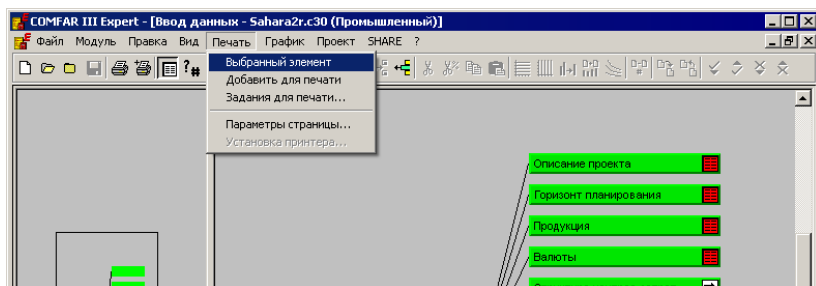 COMFAR III Expert - [Ввод данных - Sahara2r.c30 (Промышленный)]
Файл Модуль Правка Вид Печать График Проект SHARE ?
Выбранный элемент
Добавить для печати
Задания для печати...
Параметры страницы...
Установка принтера...
Описание проекта
Горизонт планирования
Продукция
Валюты